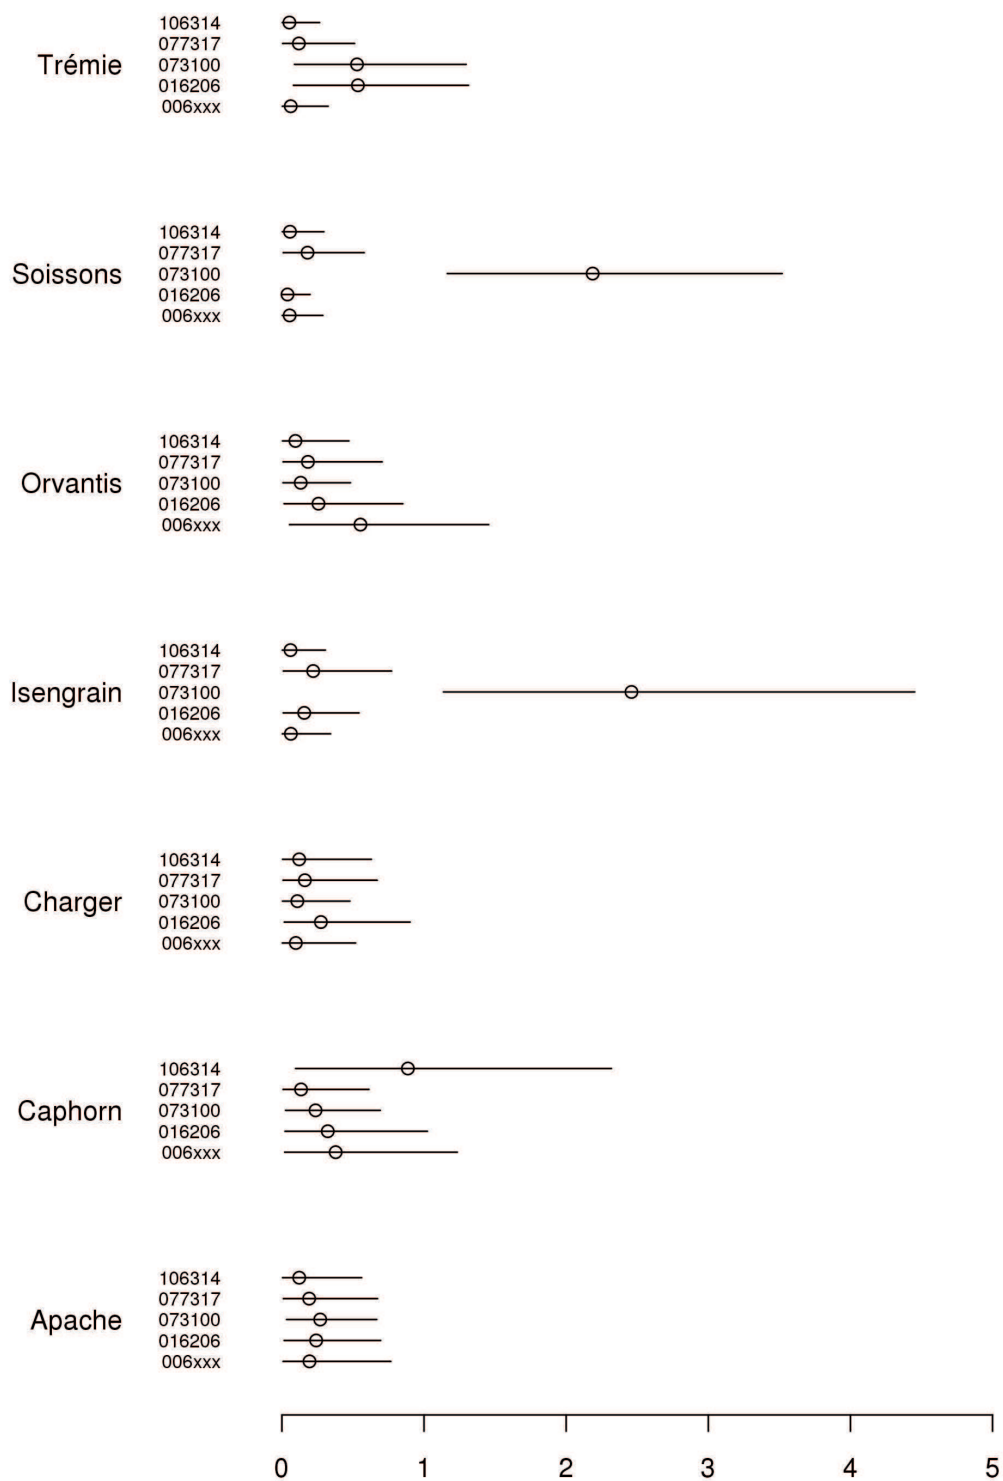 106314
077317
Trémie 073100
016206
006xxx
106314
077317
Soissons 073100
016206
006xxx
106314
077317
Orvantis 073100
016206
006xxx
106314
077317
Isengrain 073100
016206
006xxx
106314
077317
Charger 073100
016206
006xxx
106314
077317
Caphorn 073100
016206
006xxx
106314
077317
Apache 073100
016206
006xxx
0 1 2 3 4 5